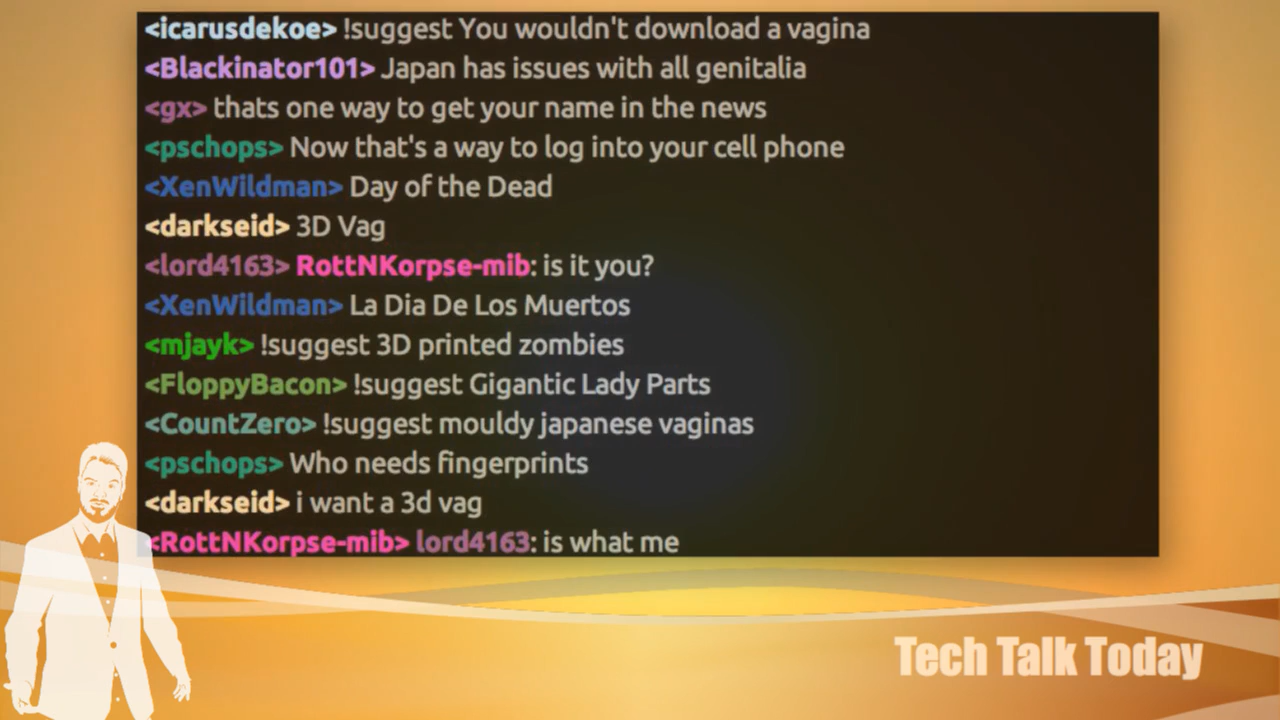 <icarusdekoe> !suggest You wouldn't download a vagina
<Blackinator101> Japan has issues with all genitalia
<gx> thats one way to get your name in the news
<pschops> Now that's a way to log into your cell phone
<XenWildman> Day of the Dead
<darkseid> 3D Vag
<lord4163> RottNKorpse-mib: is it you?
<XenWildman> La Dia De Los Muertos
<mjayk> !suggest 3D printed zombies
<FloppyBacon> !suggest Gigantic Lady Parts
<CountZero> !suggest mouldy japanese vaginas
<pschops> Who needs fingerprints
<darkseid> i want a 3d vag
<RottNKorpse-mib> lord4163: is what me
Tech Talk Today